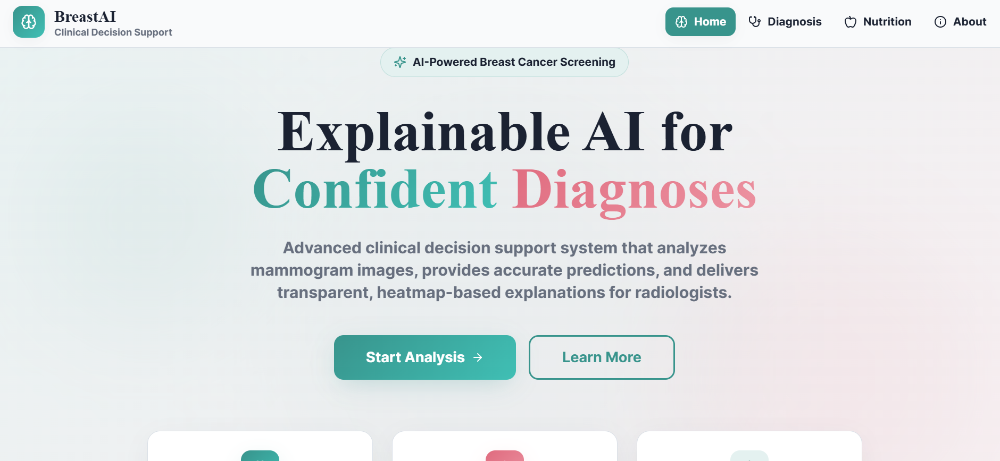 BreastAI
Clinical Decision Support
Home
Diagnosis
Nutrition
About
AI-Powered Breast Cancer Screening
Explainable AI for
Confident Diagnoses
Advanced clinical decision support system that analyzes
mammogram images, provides accurate predictions, and delivers
transparent, heatmap-based explanations for radiologists.
Start Analysis →
Learn More